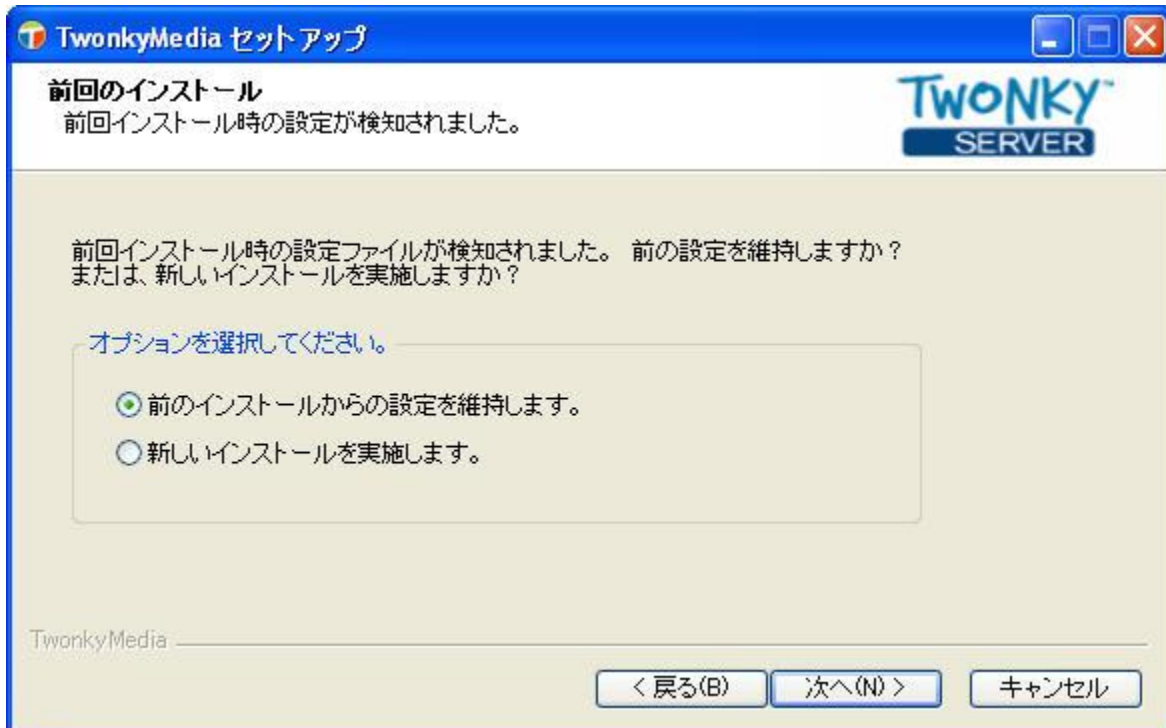 TwonkyMedia セットアップ
前回のインストール
前回インストール時の設定が検知されました。
TWONKY™
SERVER
前回インストール時の設定ファイルが検知されました。 前の設定を維持しますか?
または、新しいインストールを実施しますか?
オプションを選択してください。
前のインストールからの設定を維持します。
新しいインストールを実施します。
TwonkyMedia
< 戻る(B)
次へ(N) >
キャンセル